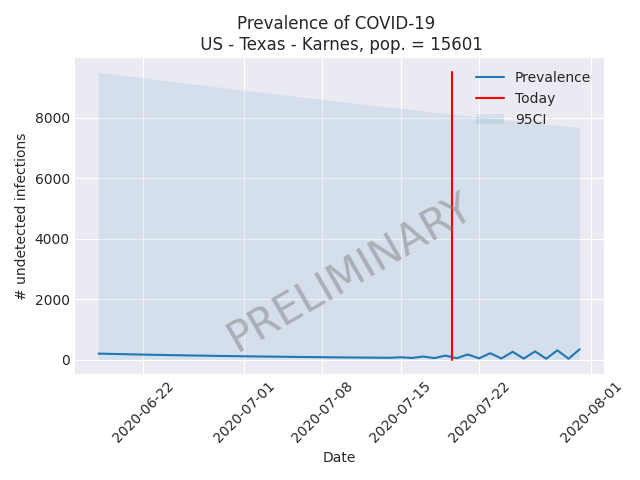 Prevalence of COVID-19
US - Texas - Karnes, pop. = 15601
Prevalence
Today
95CI
8000
6000
4000
2000
0
# undetected infections
PRELIMINARY
2020-06-22
2020-07-01
2020-07-08
2020-07-15
2020-07-22
2020-08-01
Date